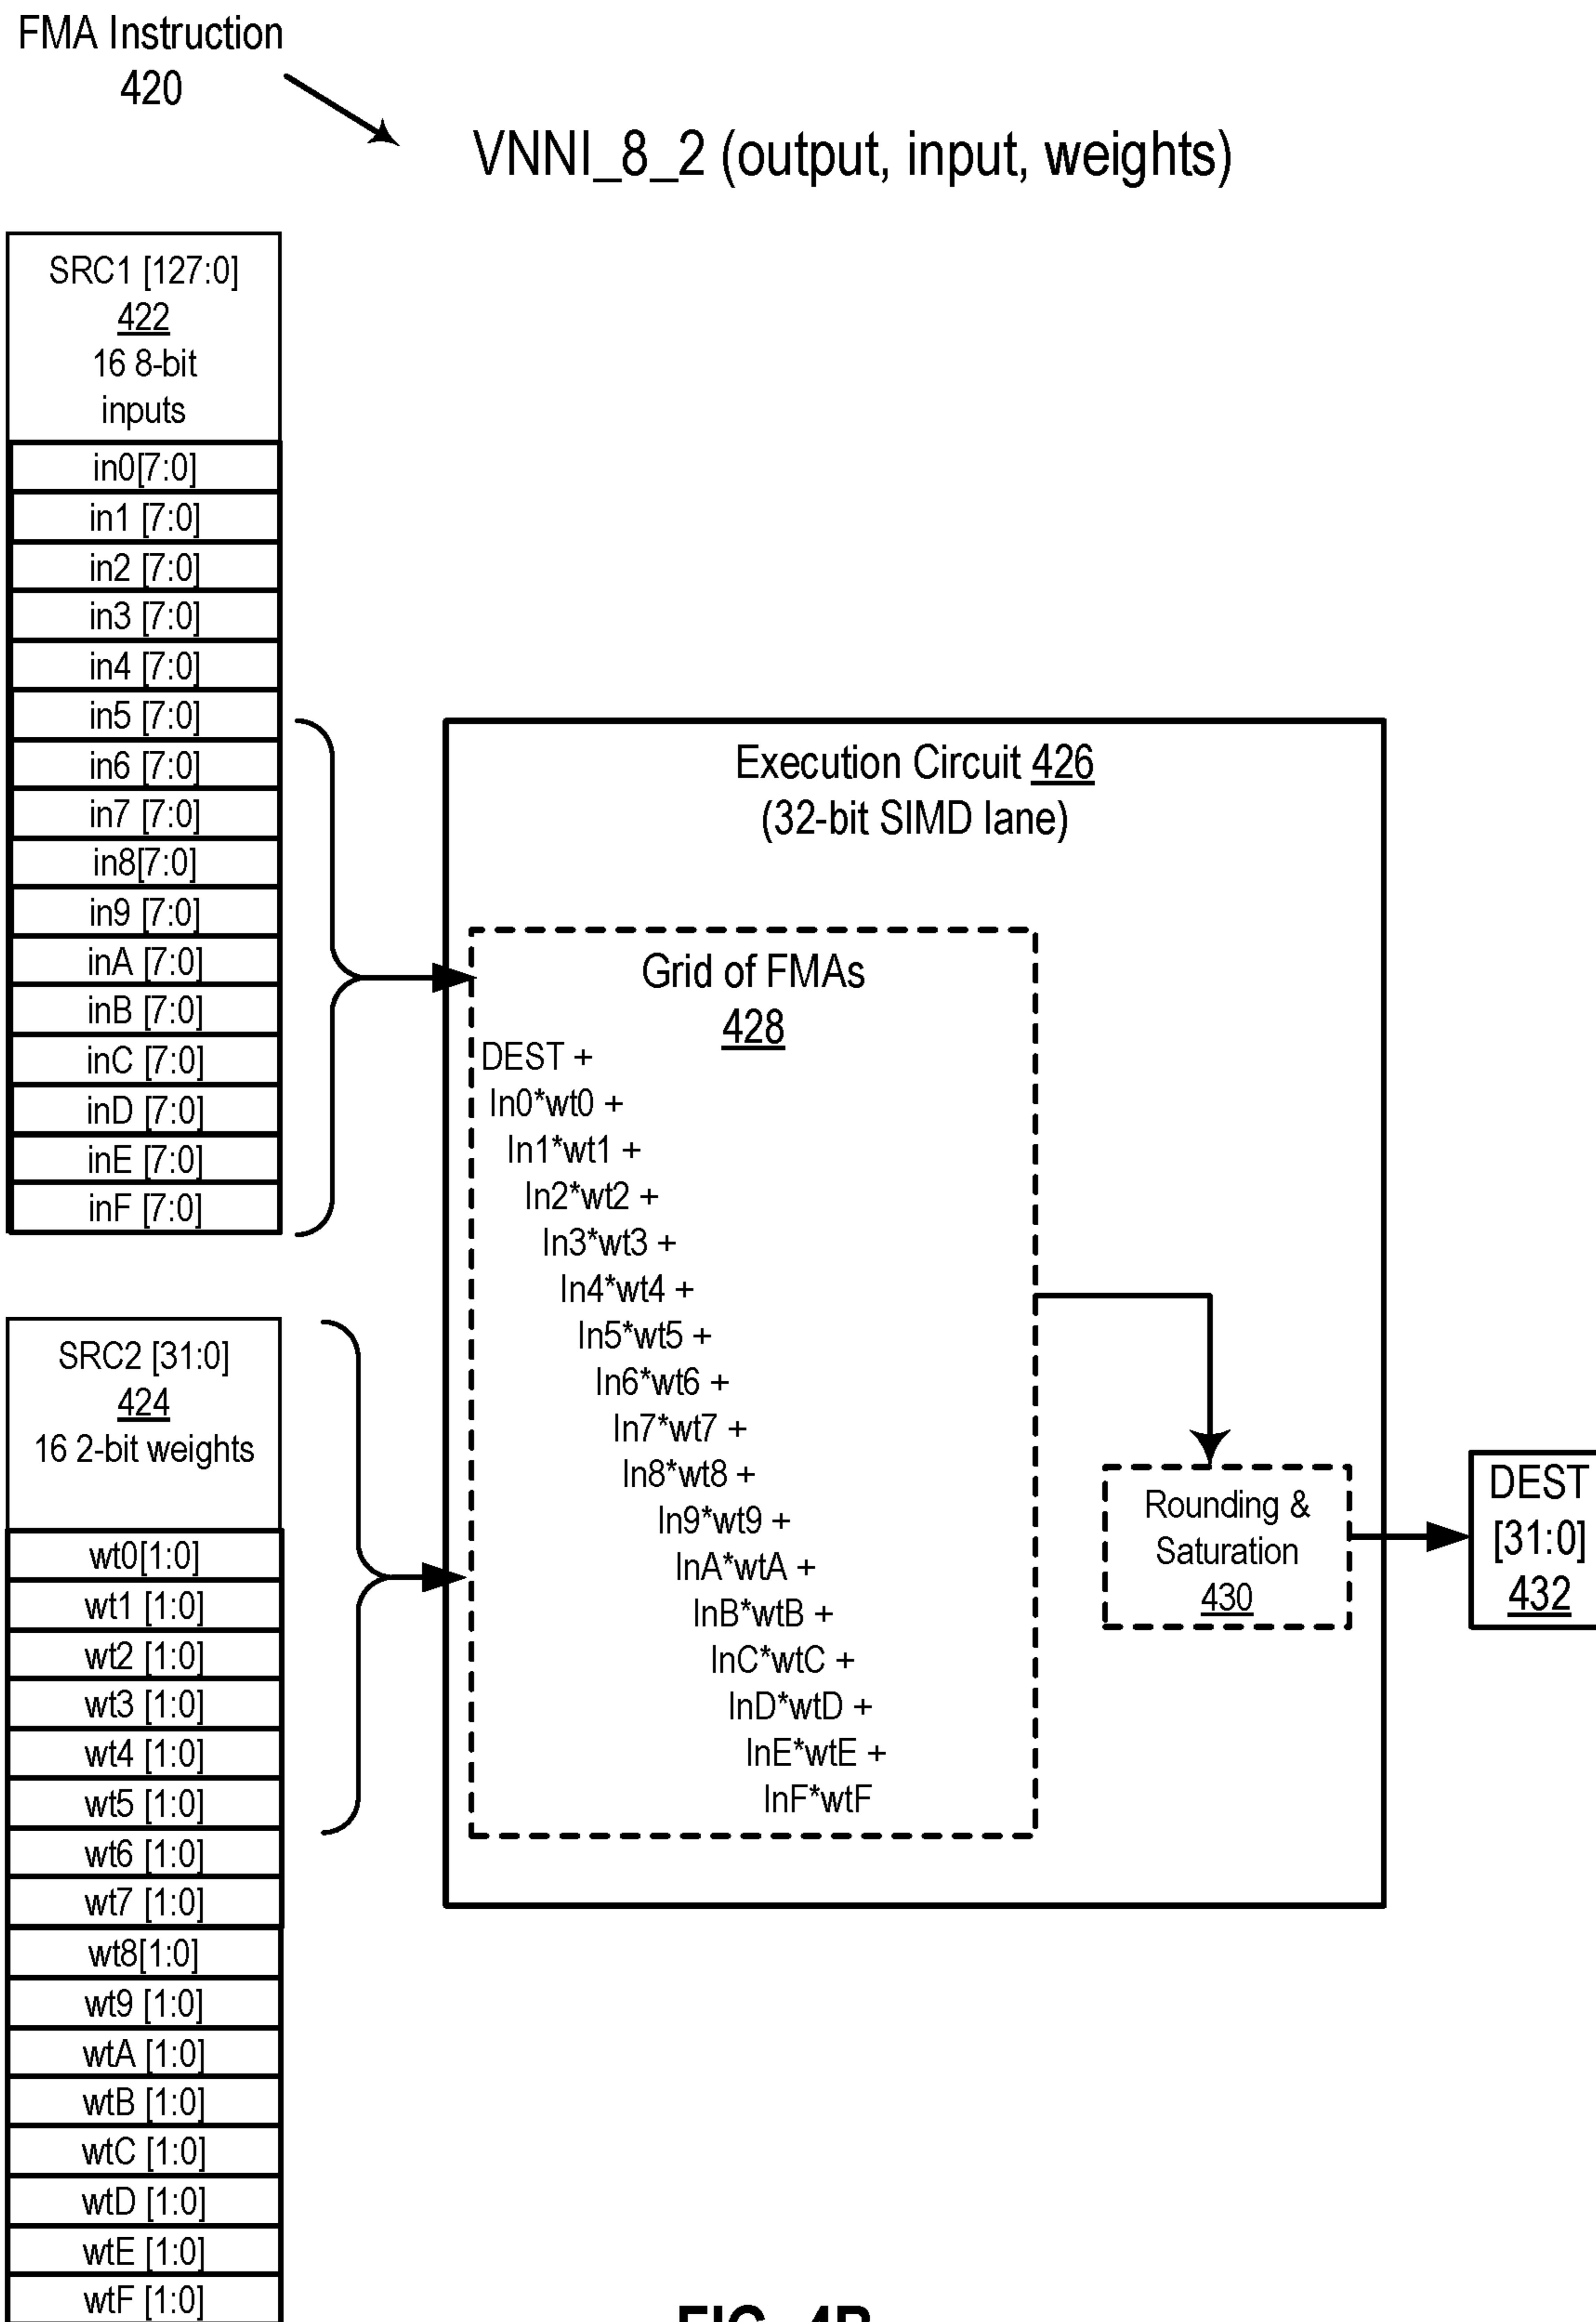 FMA Instruction
420
VNNI_8_2 (output, input, weights)
SRC1 [127:0]
422
16 8-bit
inputs
in0[7:0]
in1 [7:0]
in2 [7:0]
in3 [7:0]
in4 [7:0]
in5 [7:0]
in6 [7:0]
in7 [7:0]
in8[7:0]
in9 [7:0]
inA [7:0]
inB [7:0]
inC [7:0]
inD [7:0]
inE [7:0]
inF [7:0]
SRC2 [31:0]
424
16 2-bit weights
wt0[1:0]
wt1 [1:0]
wt2 [1:0]
wt3 [1:0]
wt4 [1:0]
wt5 [1:0]
wt6 [1:0]
wt7 [1:0]
wt8[1:0]
wt9 [1:0]
wtA [1:0]
wtB [1:0]
wtC [1:0]
wtD [1:0]
wtE [1:0]
wtF [1:0]
Execution Circuit 426
(32-bit SIMD lane)
Grid of FMAs
428
DEST +
In0*wt0 +
In1*wt1 +
In2*wt2 +
In3*wt3 +
In4*wt4 +
In5*wt5 +
In6*wt6 +
In7*wt7 +
In8*wt8 +
In9*wt9 +
InA*wtA +
InB*wtB +
InC*wtC +
InD*wtD +
InE*wtE +
InF*wtF
Rounding &
Saturation
430
DEST
[31:0]
432
FIG. 4B